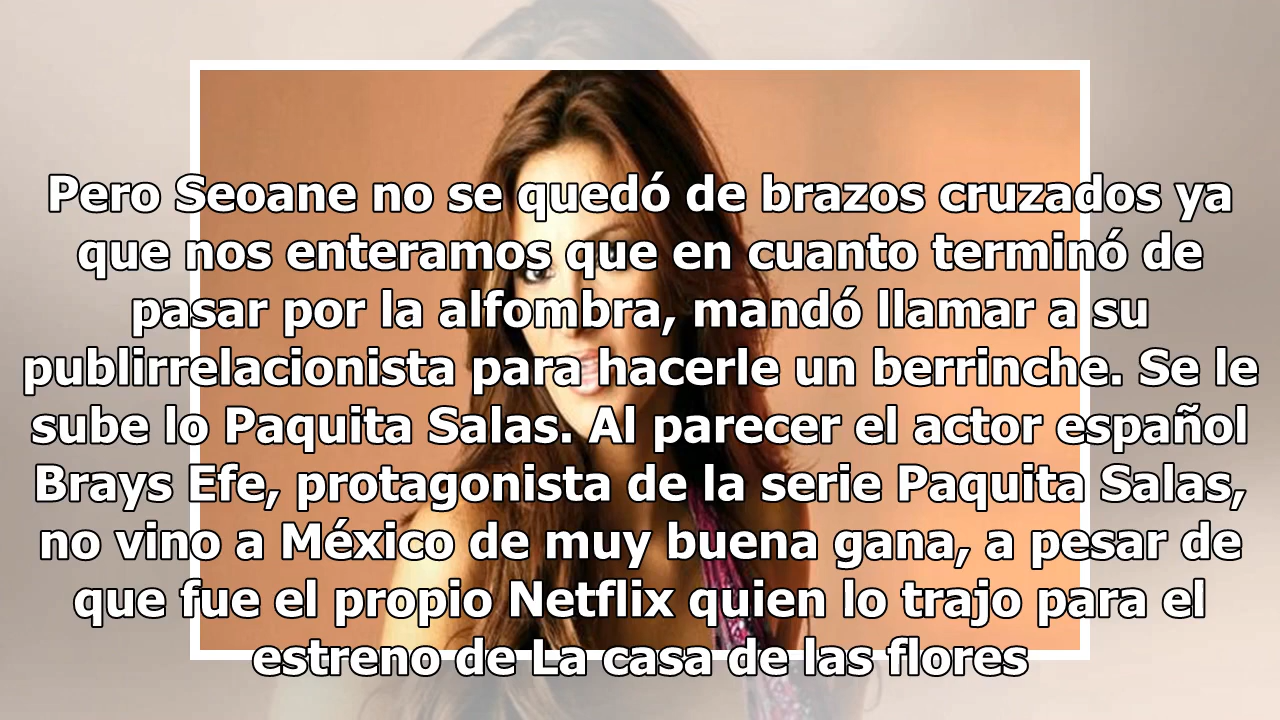 Pero Seoane no se quedó de brazos cruzados ya
que nos enteramos que en cuanto terminó de
pasar por la alfombra, mandó llamar a su
publirrelacionista para hacerle un berrinche. Se le
sube lo Paquita Salas. Al parecer el actor español
Brays Efe, protagonista de la serie Paquita Salas,
no vino a México de muy buena gana, a pesar de
que fue el propio Netflix quien lo trajo para el
estreno de La casa de las flores